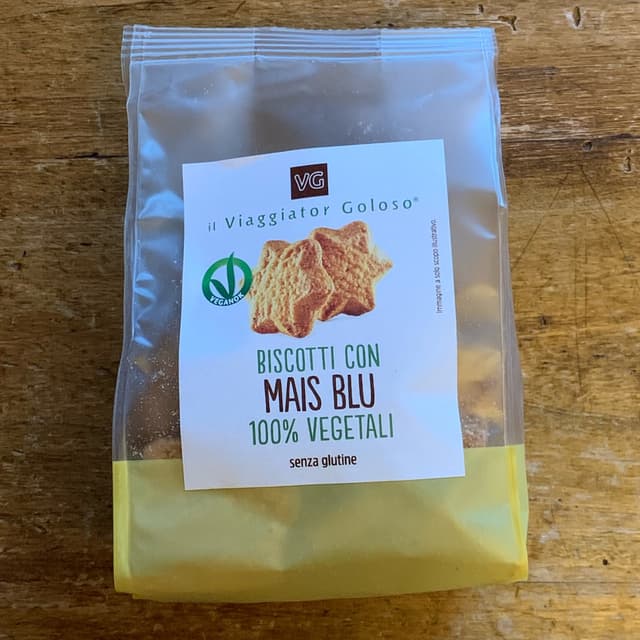 VG
il Viaggiator Goloso®
VEGANOK
Immagine a solo scopo illustrativo.
BISCOTTI CON
MAIS BLU
100% VEGETALI
senza glutine